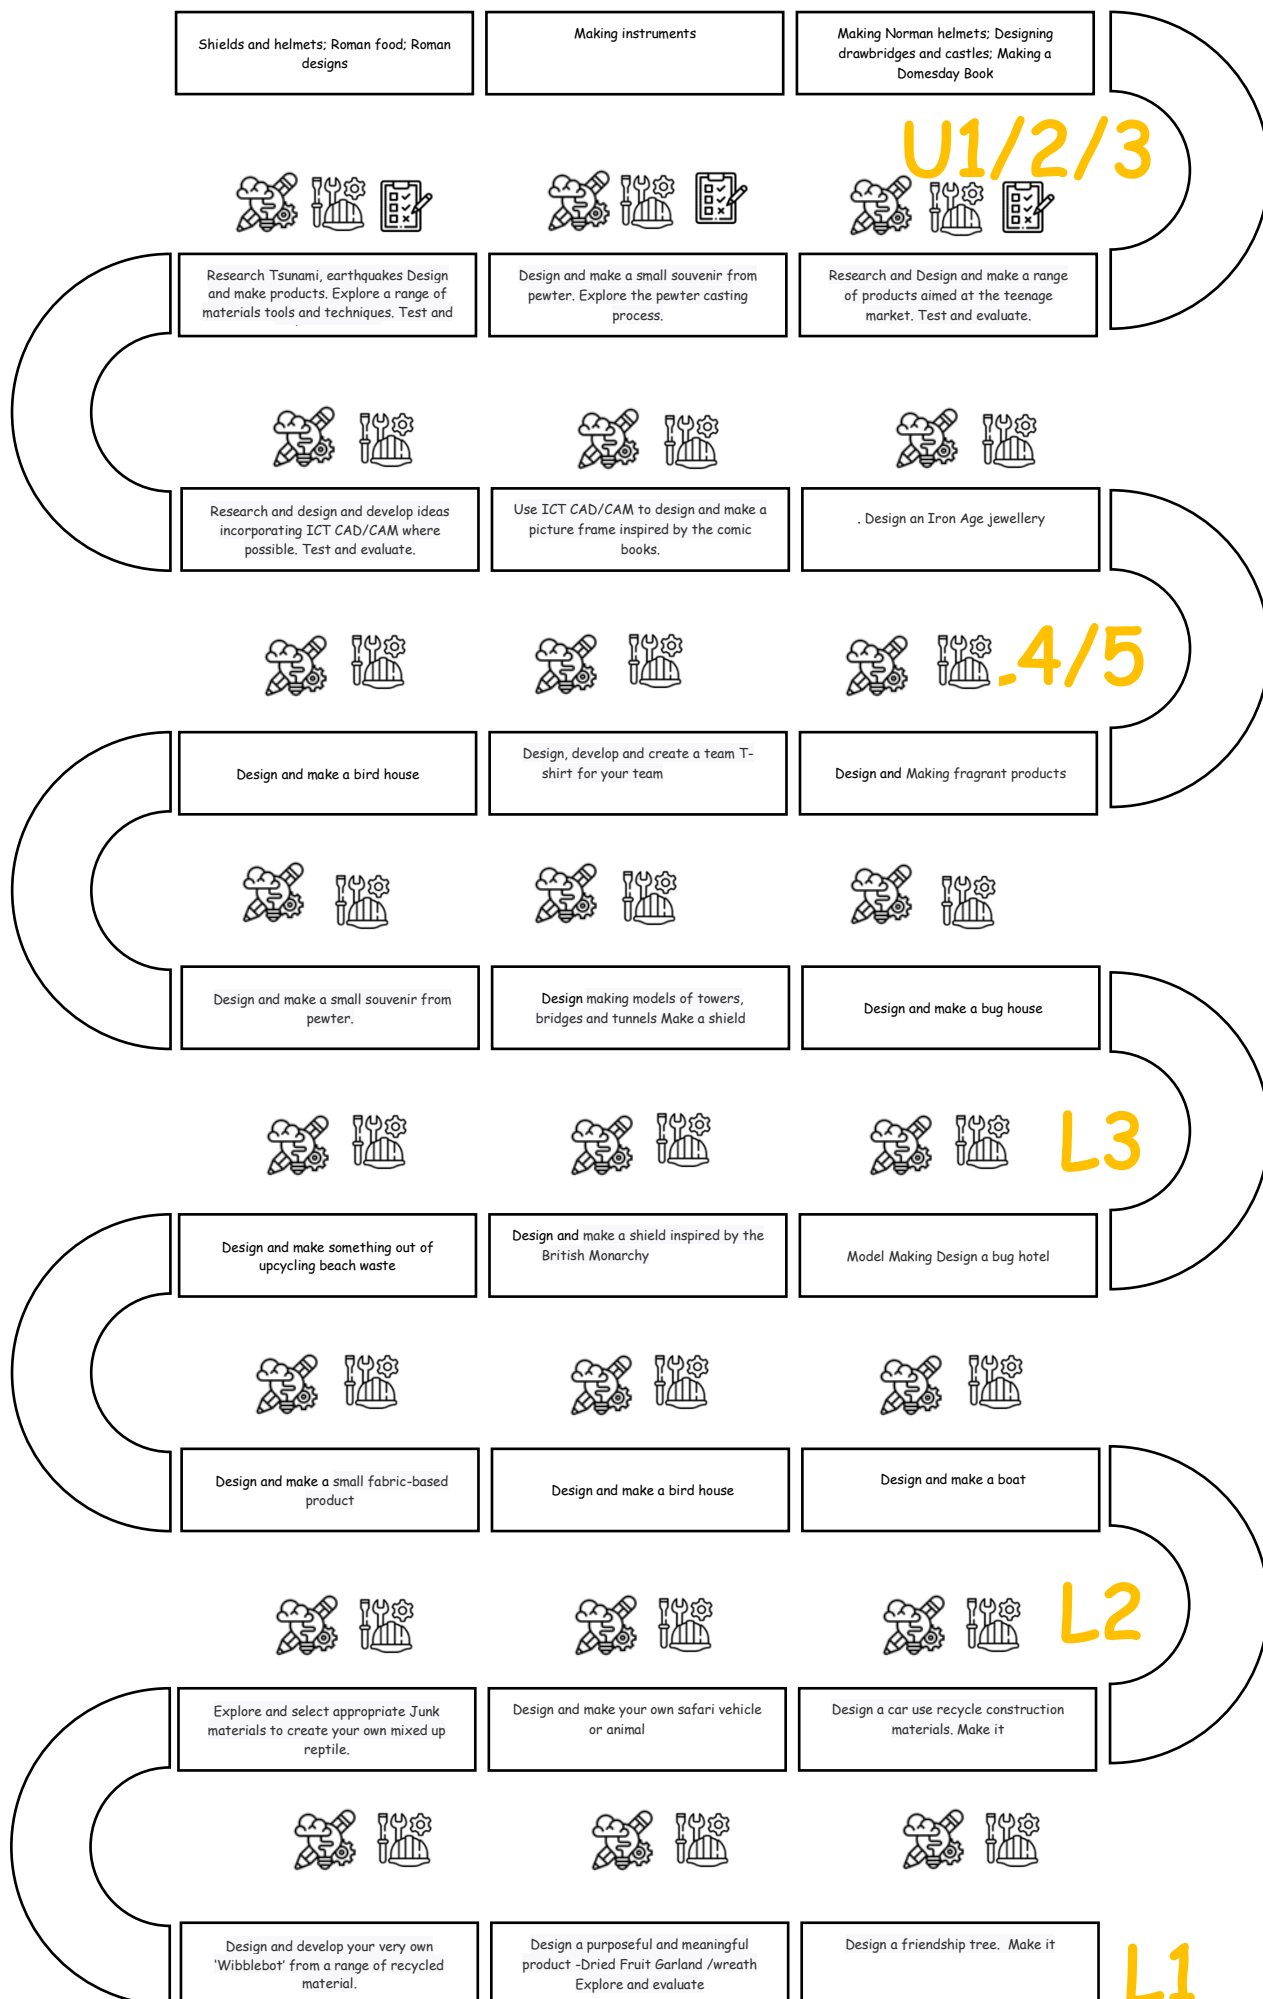 Shields and helmets; Roman food; Roman
designs
Making instruments
Making Norman helmets; Designing
drawbridges and castles; Making a
Domesday Book
U1/2/3
Research Tsunami, earthquakes Design
and make products. Explore a range of
materials tools and techniques. Test and
Design and make a small souvenir from
pewter. Explore the pewter casting
process.
Research and Design and make a range
of products aimed at the teenage
market. Test and evaluate.
Research and design and develop ideas
incorporating ICT CAD/CAM where
possible. Test and evaluate.
Use ICT CAD/CAM to design and make a
picture frame inspired by the comic
books.
. Design an Iron Age jewellery
4/5
Design and make a bird house
Design, develop and create a team T-
shirt for your team
Design and Making fragrant products
Design and make a small souvenir from
pewter.
Design making models of towers,
bridges and tunnels Make a shield
Design and make a bug house
L3
Design and make something out of
upcycling beach waste
Design and make a shield inspired by the
British Monarchy
Model Making Design a bug hotel
Design and make a small fabric-based
product
Design and make a bird house
Design and make a boat
L2
Explore and select appropriate Junk
materials to create your own mixed up
reptile.
Design and make your own safari vehicle
or animal
Design a car use recycle construction
materials. Make it
Design and develop your very own
'Wibblebot' from a range of recycled
material.
Design a purposeful and meaningful
product -Dried Fruit Garland /wreath
Explore and evaluate
Design a friendship tree. Make it
L1